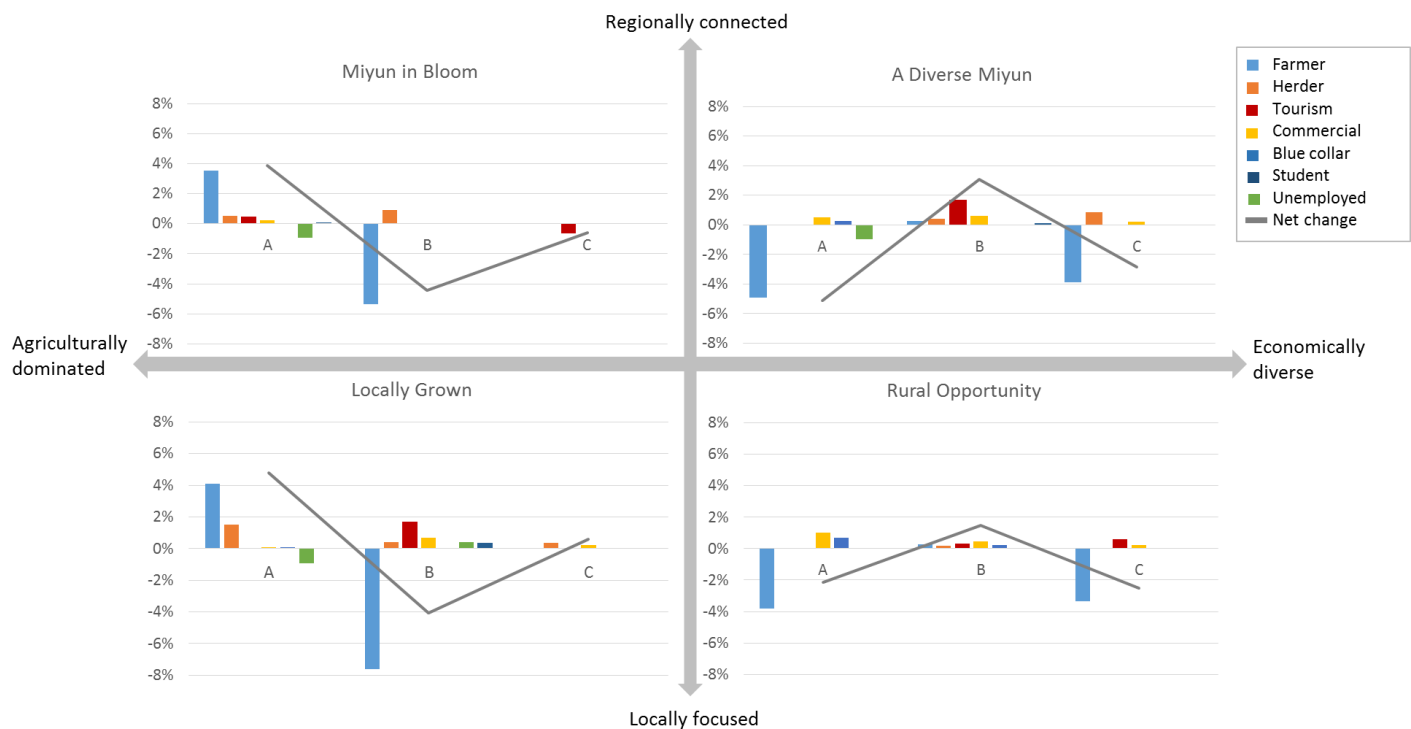 Regionally connected
Miyun in Bloom
8%
6%
4%
2%
0%
-2%
-4%
-6%
-8%
A
B
C
A Diverse Miyun
8%
6%
4%
2%
0%
-2%
-4%
-6%
-8%
A
B
C
Farmer
Herder
Tourism
Commercial
Blue collar
Student
Unemployed
Net change
Agriculturally
dominated
Economically
diverse
Locally Grown
8%
6%
4%
2%
0%
-2%
-4%
-6%
-8%
A
B
C
Rural Opportunity
8%
6%
4%
2%
0%
-2%
-4%
-6%
-8%
A
B
C
Locally focused